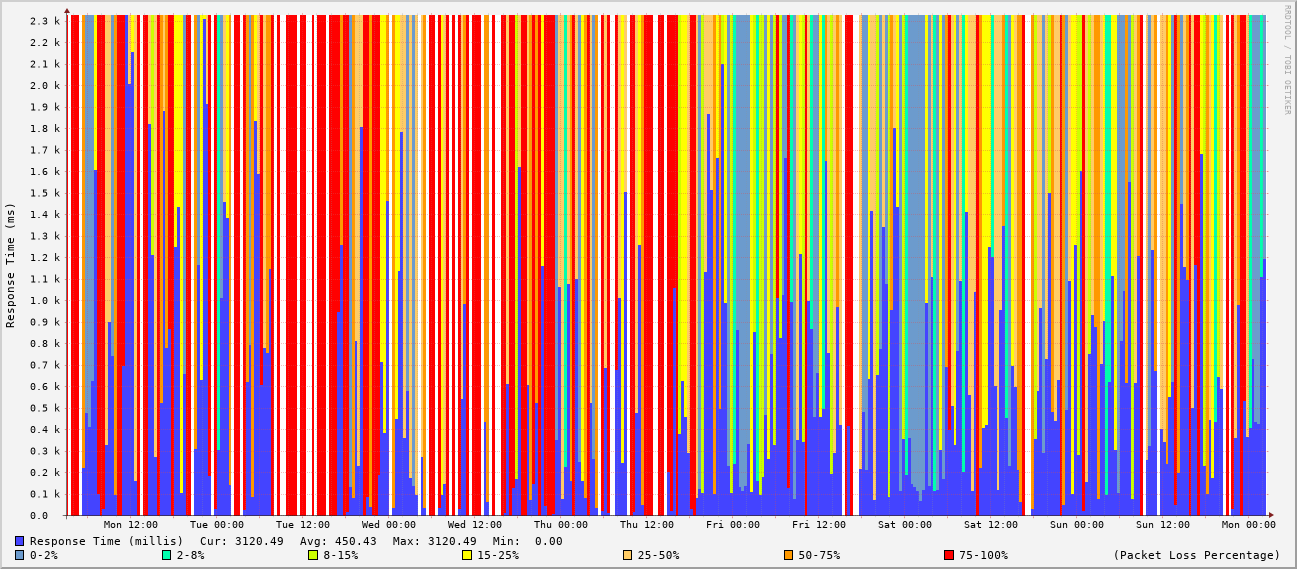 2.3 k
2.2 k
2.1 k
2.0 k
1.9 k
1.8 k
1.7 k
1.6 k
1.5 k
1.4 k
1.3 k
1.2 k
1.1 k
1.0 k
0.9 k
0.8 k
0.7 k
0.6 k
0.5 k
0.4 k
0.3 k
0.2 k
0.1 k
0.0
Response Time (ms)
RRDTOOL / TOBI OETIKER
Mon 12:00 Tue 00:00 Tue 12:00 Wed 00:00 Wed 12:00 Thu 00:00 Thu 12:00 Fri 00:00 Fri 12:00 Sat 00:00 Sat 12:00 Sun 00:00 Sun 12:00 Mon 00:00
Response Time (millis) Cur: 3120.49 Avg: 450.43 Max: 3120.49 Min: 0.00
0-2% 2-8% 8-15% 15-25% 25-50% 50-75% 75-100% (Packet Loss Percentage)